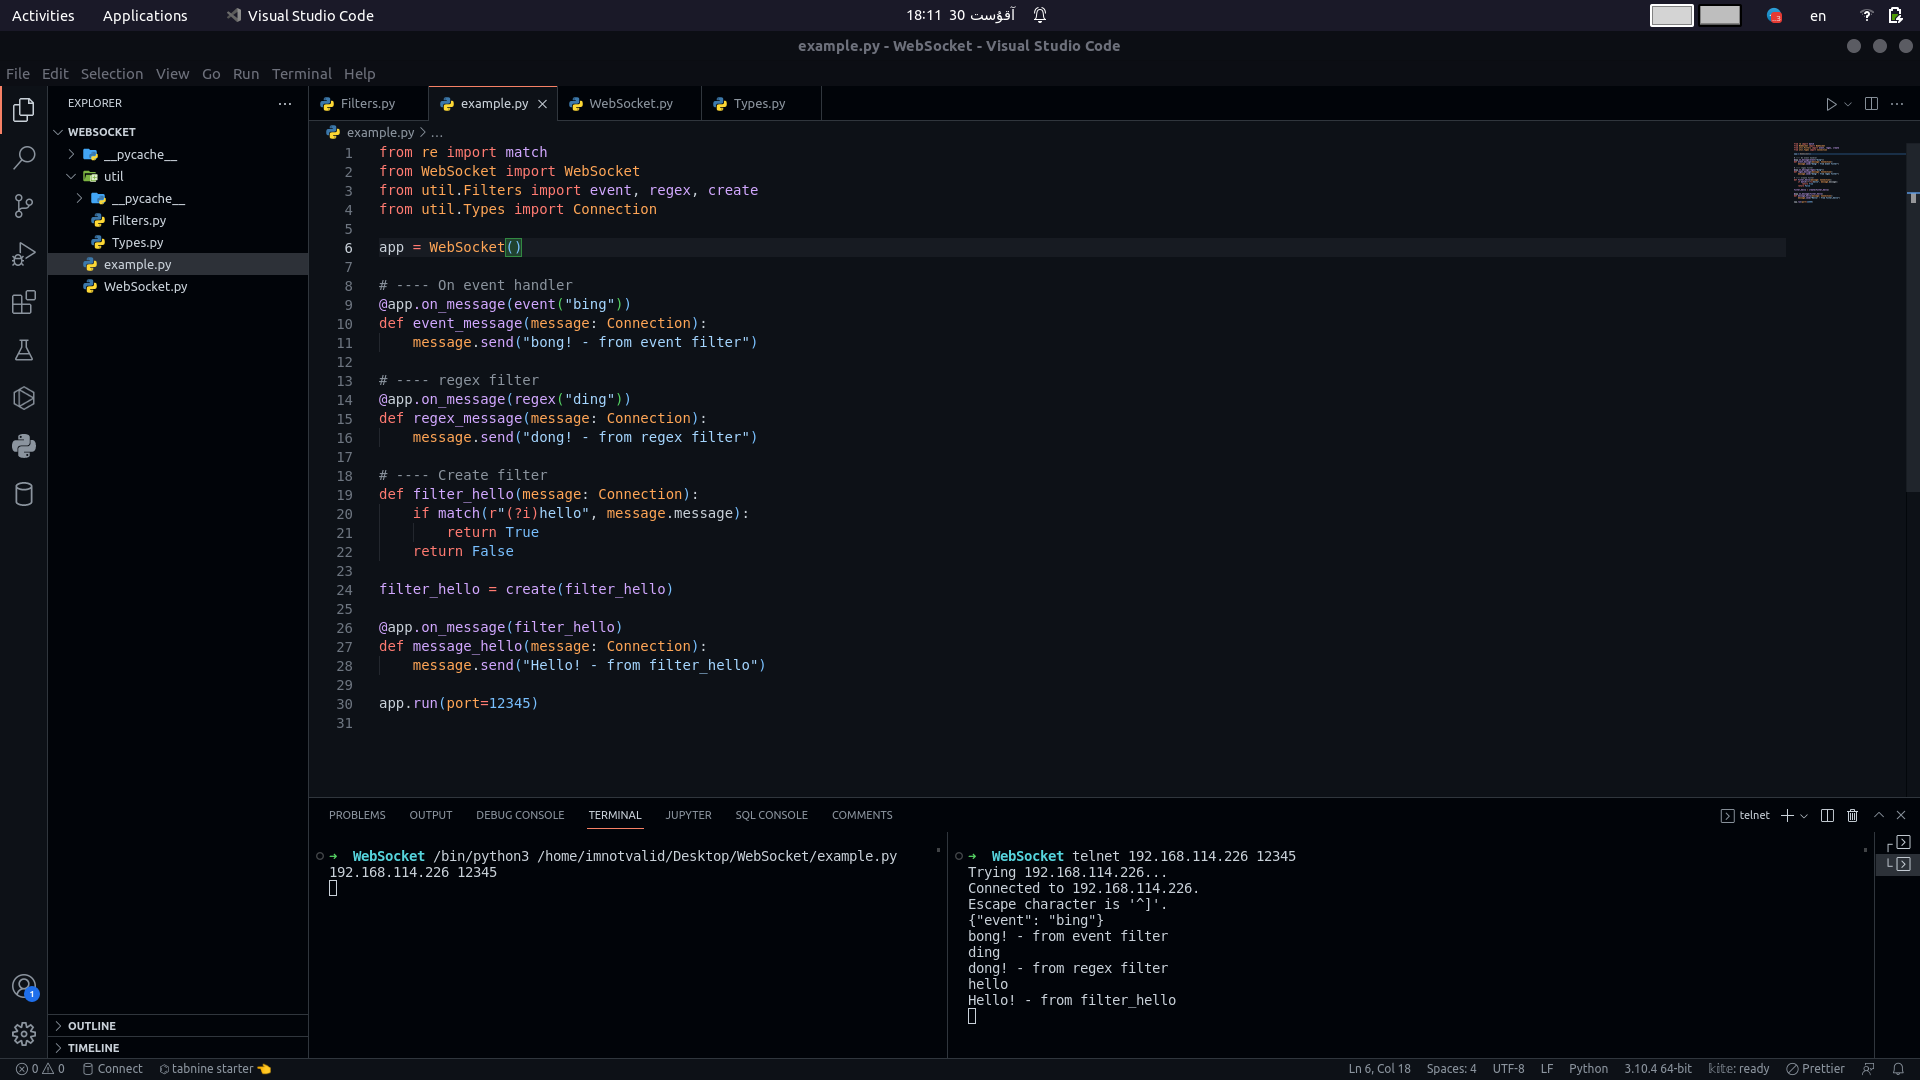 Activities Applications Visual Studio Code 18:11 30 آقۇست en
example.py - WebSocket - Visual Studio Code
File Edit Selection View Go Run Terminal Help
EXPLORER
WEBSOCKET
__pycache__
util
__pycache__
Filters.py
Types.py
example.py
WebSocket.py
OUTLINE
TIMELINE
Filters.py example.py WebSocket.py Types.py
example.py > ...
1 from re import match
2 from WebSocket import WebSocket
3 from util.Filters import event, regex, create
4 from util.Types import Connection
5
6 app = WebSocket()
7
8 # ---- On event handler
9 @app.on_message(event("bing"))
10 def event_message(message: Connection):
11     message.send("bong! - from event filter")
12
13 # ---- regex filter
14 @app.on_message(regex("ding"))
15 def regex_message(message: Connection):
16     message.send("dong! - from regex filter")
17
18 # ---- Create filter
19 def filter_hello(message: Connection):
20     if match(r"(?i)hello", message.message):
21         return True
22     return False
23
24 filter_hello = create(filter_hello)
25
26 @app.on_message(filter_hello)
27 def message_hello(message: Connection):
28     message.send("Hello! - from filter_hello")
29
30 app.run(port=12345)
31
PROBLEMS OUTPUT DEBUG CONSOLE TERMINAL JUPYTER SQL CONSOLE COMMENTS telnet
➜ WebSocket /bin/python3 /home/imnotvalid/Desktop/WebSocket/example.py
192.168.114.226 12345
➜ WebSocket telnet 192.168.114.226 12345
Trying 192.168.114.226...
Connected to 192.168.114.226.
Escape character is '^]'.
{"event": "bing"}
bong! - from event filter
ding
dong! - from regex filter
hello
Hello! - from filter_hello
1
0 0 Connect tabnine starter 👈 Ln 6, Col 18 Spaces: 4 UTF-8 LF Python 3.10.4 64-bit kite: ready Prettier